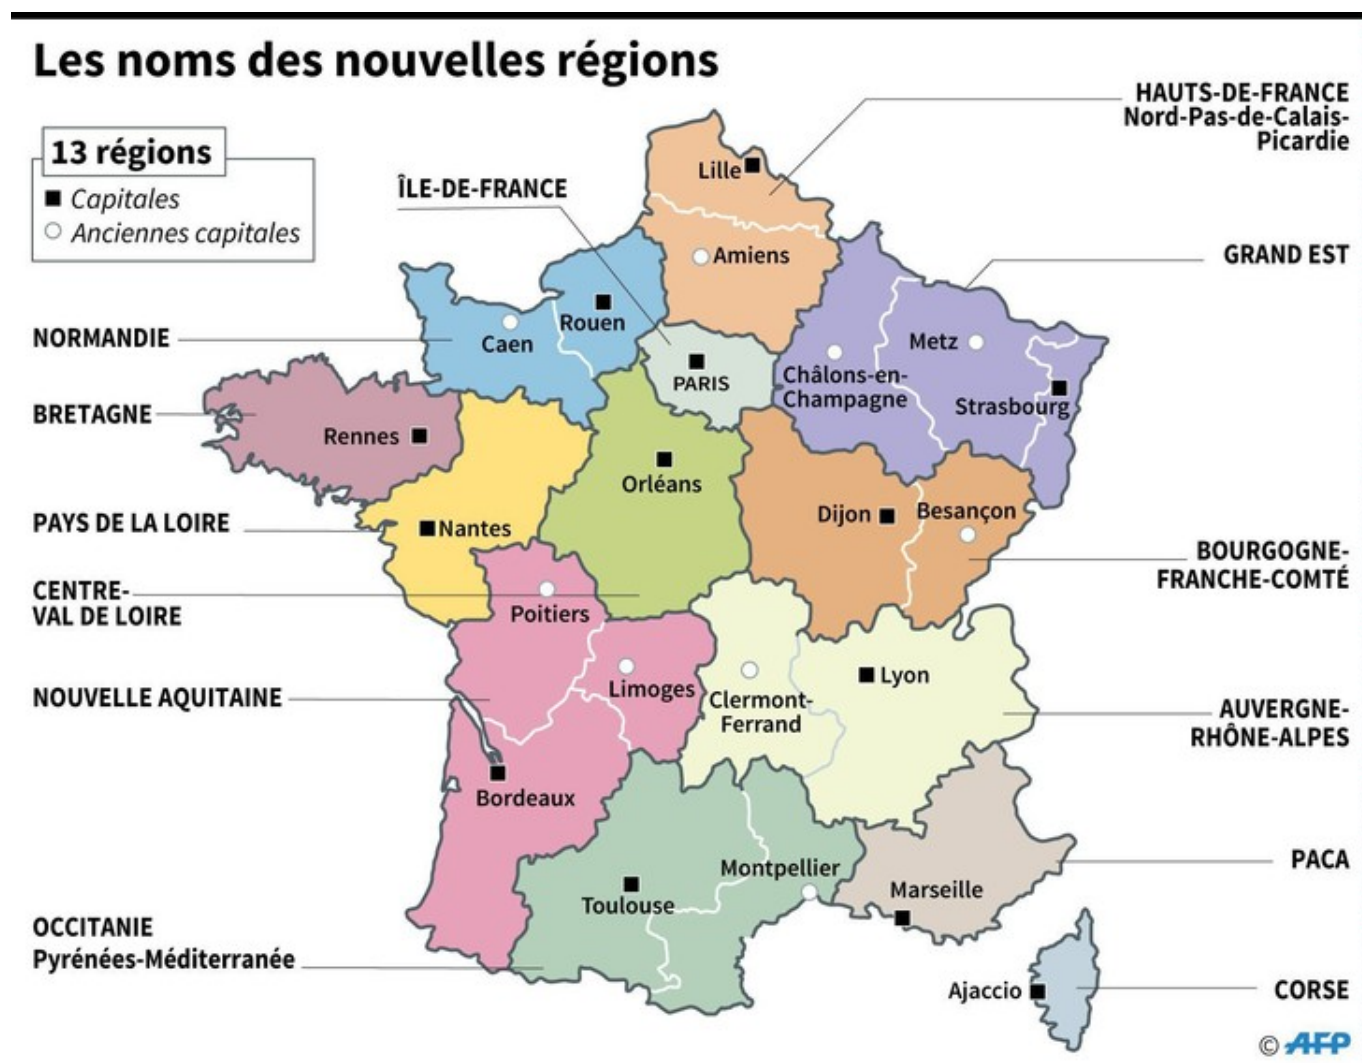 Les noms des nouvelles régions
13 régions
Capitales
Anciennes capitales
HAUTS-DE-FRANCE
Nord-Pas-de-Calais-
Picardie
ÎLE-DE-FRANCE
GRAND EST
NORMANDIE
BRETAGNE
PAYS DE LA LOIRE
CENTRE-
VAL DE LOIRE
NOUVELLE AQUITAINE
OCCITANIE
Pyrénées-Méditerranée
BOURGOGNE-
FRANCHE-COMTÉ
AUVERGNE-
RHÔNE-ALPES
PACA
CORSE
Lille
Amiens
Rouen
Caen
PARIS
Châlons-en-
Champagne
Metz
Strasbourg
Rennes
Orléans
Nantes
Dijon
Besançon
Poitiers
Limoges
Clermont-
Ferrand
Lyon
Bordeaux
Toulouse
Montpellier
Marseille
Ajaccio
© AFP